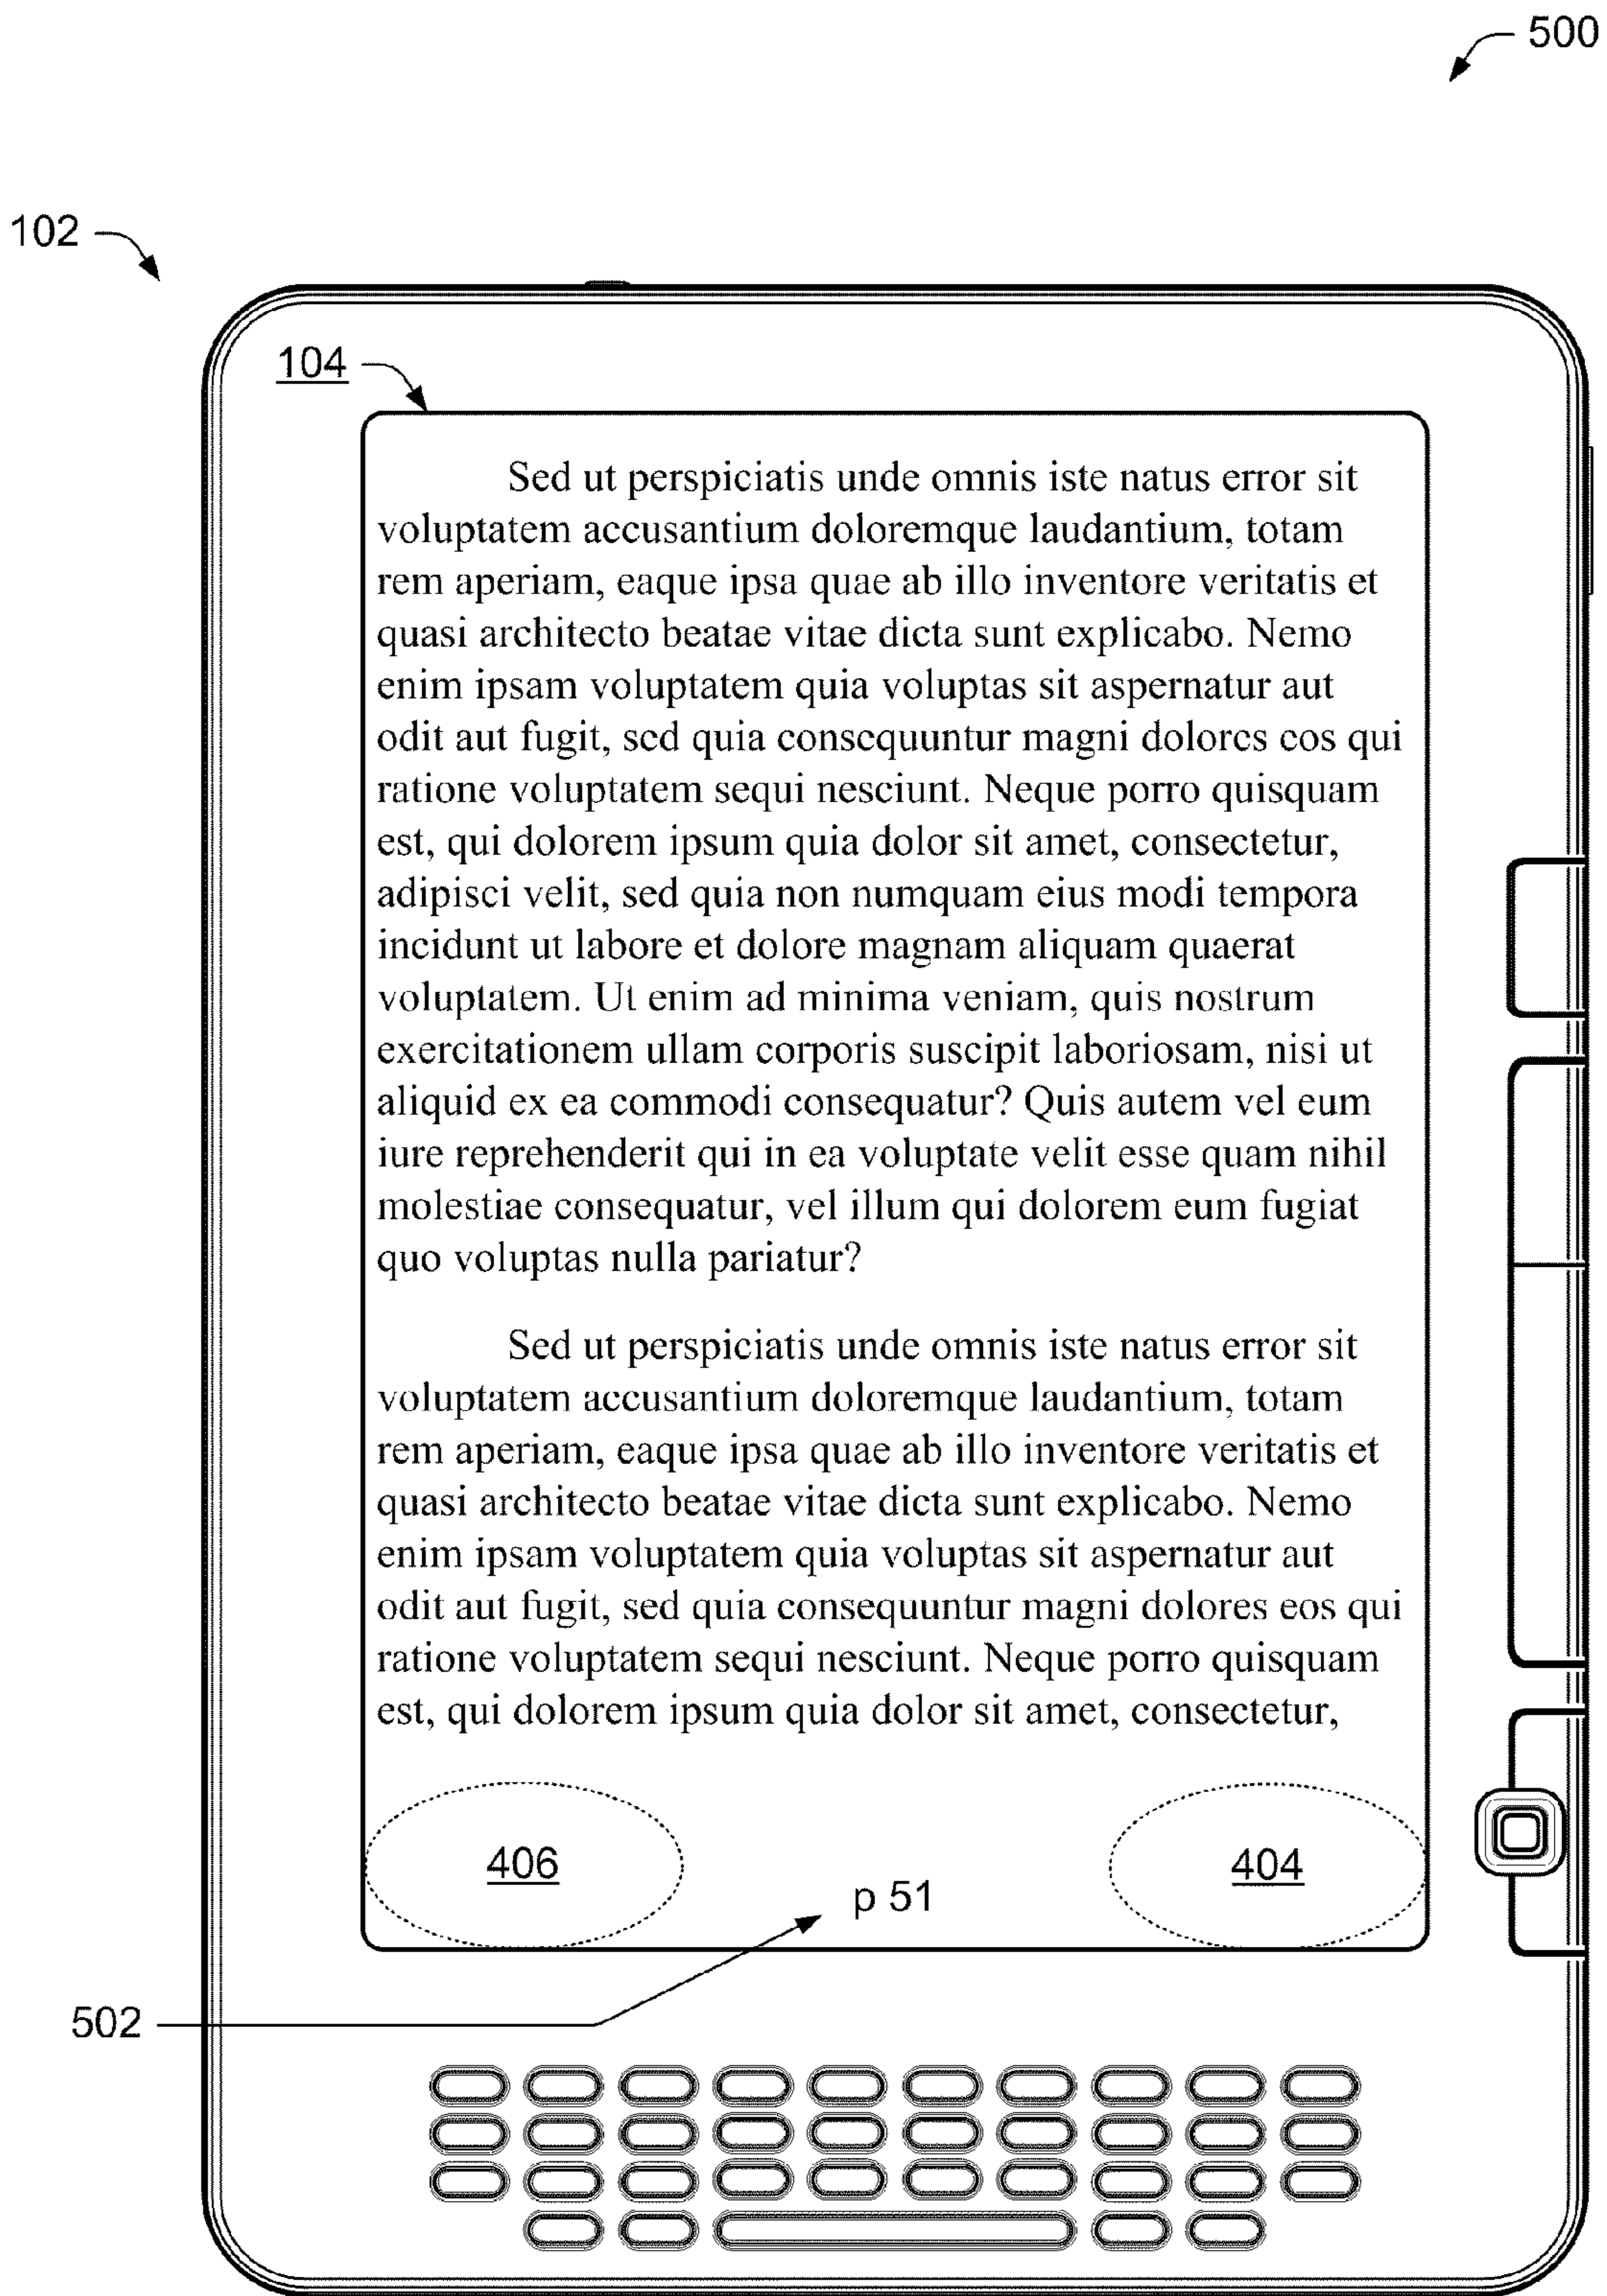 500
102
104
Sed ut perspiciatis unde omnis iste natus error sit
voluptatem accusantium doloremque laudantium, totam
rem aperiam, eaque ipsa quae ab illo inventore veritatis et
quasi architecto beatae vitae dicta sunt explicabo. Nemo
enim ipsam voluptatem quia voluptas sit aspernatur aut
odit aut fugit, sed quia consequuntur magni dolores eos qui
ratione voluptatem sequi nesciunt. Neque porro quisquam
est, qui dolorem ipsum quia dolor sit amet, consectetur,
adipisci velit, sed quia non numquam eius modi tempora
incidunt ut labore et dolore magnam aliquam quaerat
voluptatem. Ut enim ad minima veniam, quis nostrum
exercitationem ullam corporis suscipit laboriosam, nisi ut
aliquid ex ea commodi consequatur? Quis autem vel eum
iure reprehenderit qui in ea voluptate velit esse quam nihil
molestiae consequatur, vel illum qui dolorem eum fugiat
quo voluptas nulla pariatur?
Sed ut perspiciatis unde omnis iste natus error sit
voluptatem accusantium doloremque laudantium, totam
rem aperiam, eaque ipsa quae ab illo inventore veritatis et
quasi architecto beatae vitae dicta sunt explicabo. Nemo
enim ipsam voluptatem quia voluptas sit aspernatur aut
odit aut fugit, sed quia consequuntur magni dolores eos qui
ratione voluptatem sequi nesciunt. Neque porro quisquam
est, qui dolorem ipsum quia dolor sit amet, consectetur,
406
404
p 51
502